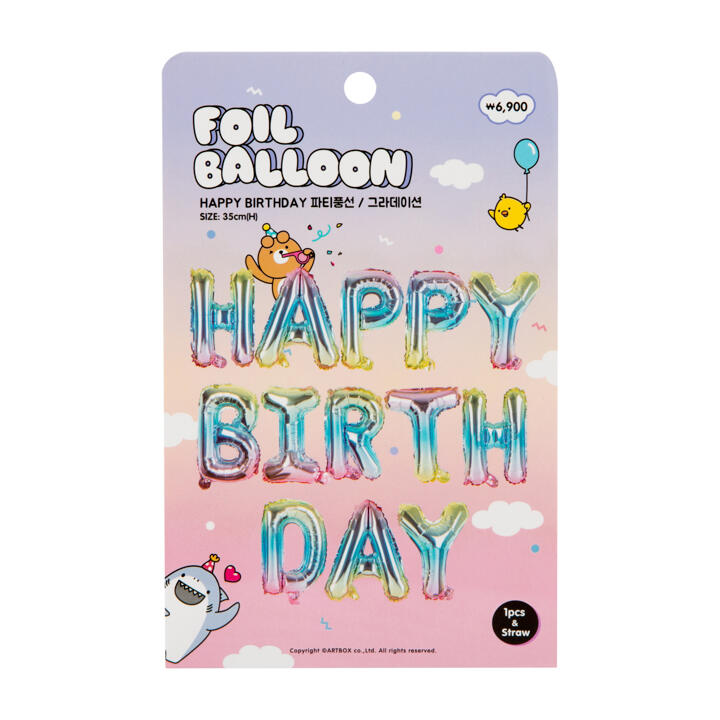 FOIL
BALLOON
₩6,900
HAPPY BIRTHDAY 파티풍선 / 그라데이션
SIZE: 35cm(H)
HAPPY
BIRTH
DAY
1pcs
&
Straw
Copyright ©ARTBOX co.,Ltd. All rights reserved.